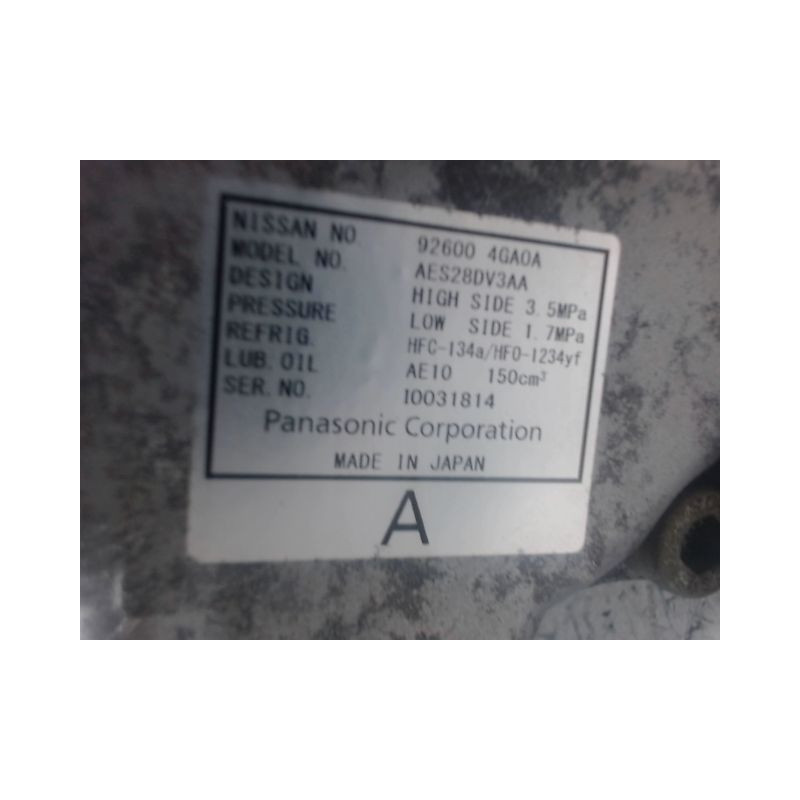 NISSAN NO. 92600 4GA0A
MODEL NO. AES28DV3AA
DESIGN HIGH SIDE 3.5MPa
PRESSURE LOW SIDE 1.7MPa
REFRIG. HFC-134a/HFO-1234yf
LUB.OIL AE10 150cm³
SER.NO. I0031814
Panasonic Corporation
MADE IN JAPAN
A